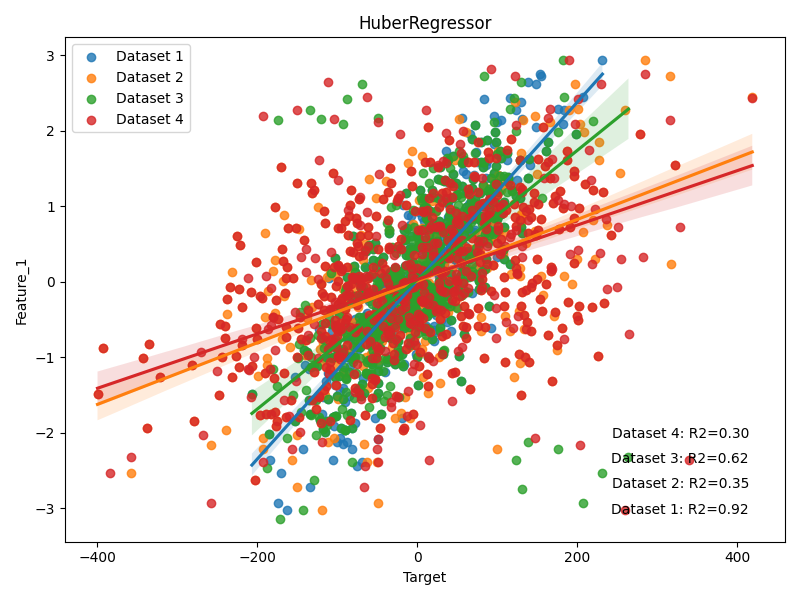 HuberRegressor
Dataset 1
Dataset 2
Dataset 3
Dataset 4
3
2
1
0
−1
−2
−3
Feature_1
Dataset 4: R2=0.30
Dataset 3: R2=0.62
Dataset 2: R2=0.35
Dataset 1: R2=0.92
−400 −200 0 200 400
Target